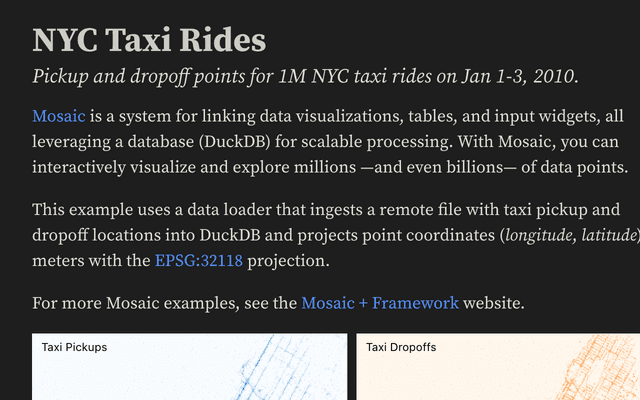 NYC Taxi Rides
Pickup and dropoff points for 1M NYC taxi rides on Jan 1-3, 2010.
Mosaic is a system for linking data visualizations, tables, and input widgets, all
leveraging a database (DuckDB) for scalable processing. With Mosaic, you can
interactively visualize and explore millions —and even billions— of data points.
This example uses a data loader that ingests a remote file with taxi pickup and
dropoff locations into DuckDB and projects point coordinates (longitude, latitude)
meters with the EPSG:32118 projection.
For more Mosaic examples, see the Mosaic + Framework website.
Taxi Pickups
Taxi Dropoffs